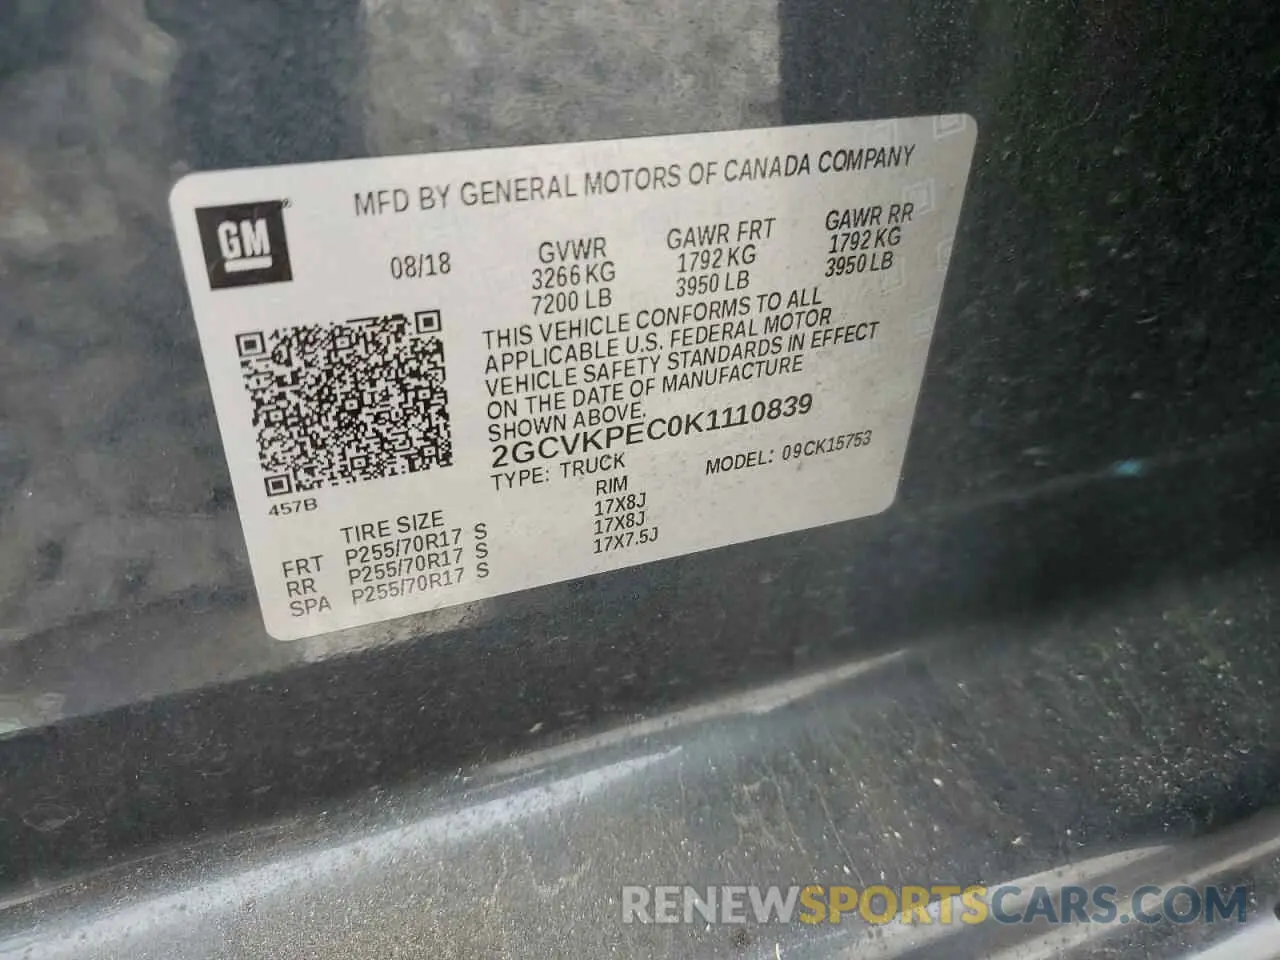 MFD BY GENERAL MOTORS OF CANADA COMPANY
GM
08/18
GVWR
3266 KG
7200 LB
GAWR FRT
1792 KG
3950 LB
GAWR RR
1792 KG
3950 LB
THIS VEHICLE CONFORMS TO ALL
APPLICABLE U.S. FEDERAL MOTOR
VEHICLE SAFETY STANDARDS IN EFFECT
ON THE DATE OF MANUFACTURE
SHOWN ABOVE.
2GCVKPEC0K1110839
TYPE: TRUCK
MODEL: 09CK15753
457B
TIRE SIZE RIM
FRT P255/70R17 S 17X8J
RR P255/70R17 S 17X8J
SPA P255/70R17 S 17X7.5J
RENEWSPORTSCARS.COM